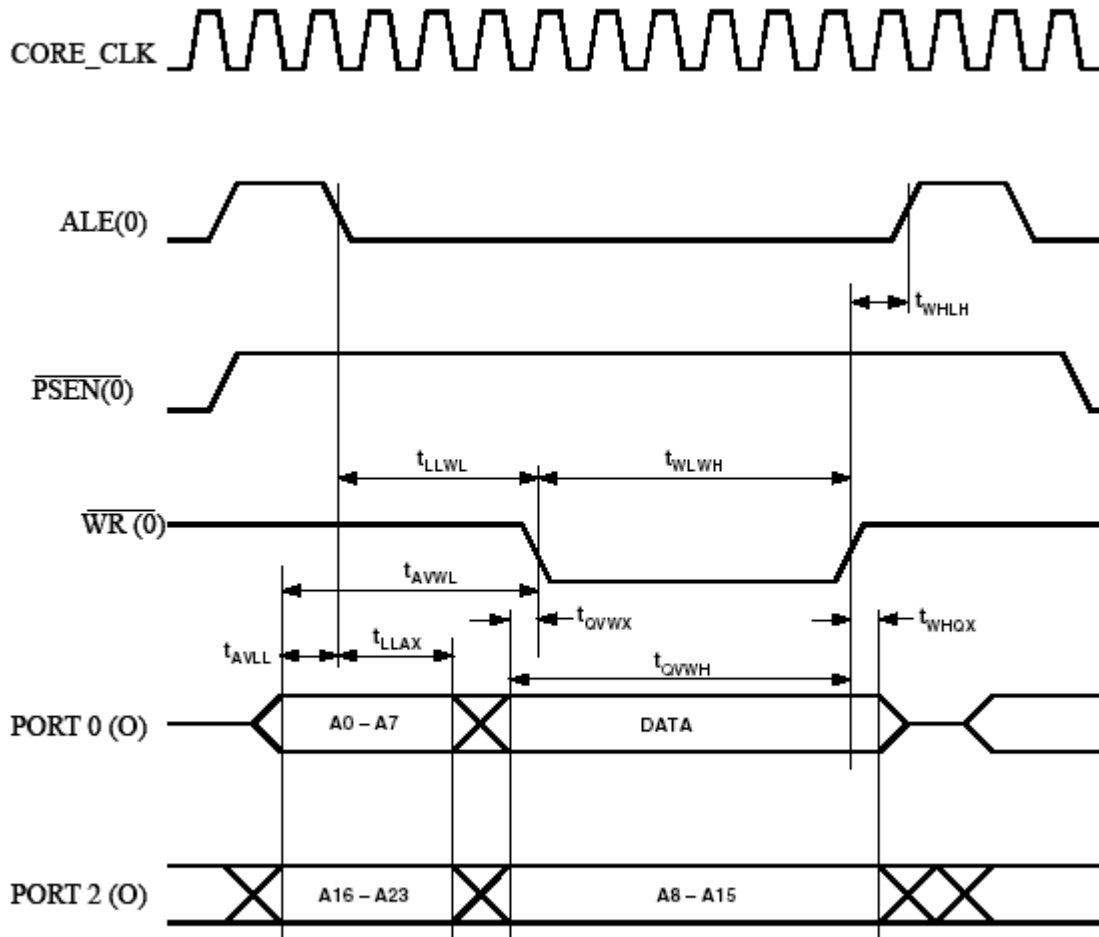 CORE_CLK
ALE(0)
tWHLH
PSEN(0)
tLLWL tWLWH
WR (0)
tAVWL
tQVWX tWHQX
tAVLL tLLAX tQVWH
PORT 0 (O) A0 – A7 DATA
PORT 2 (O) A16 – A23 A8 – A15